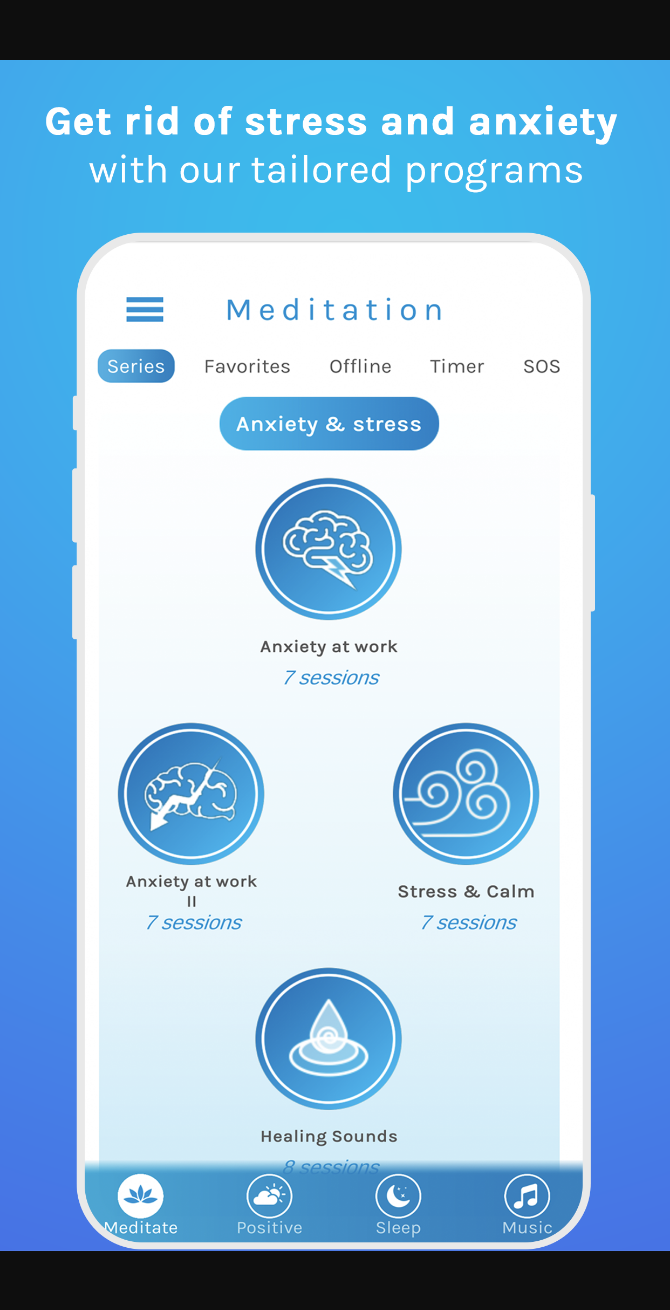 Get rid of stress and anxiety
with our tailored programs
Meditation
Series Favorites Offline Timer SOS
Anxiety & stress
Anxiety at work
7 sessions
Anxiety at work
II
7 sessions
Stress & Calm
7 sessions
Healing Sounds
8 sessions
Meditate Positive Sleep Music